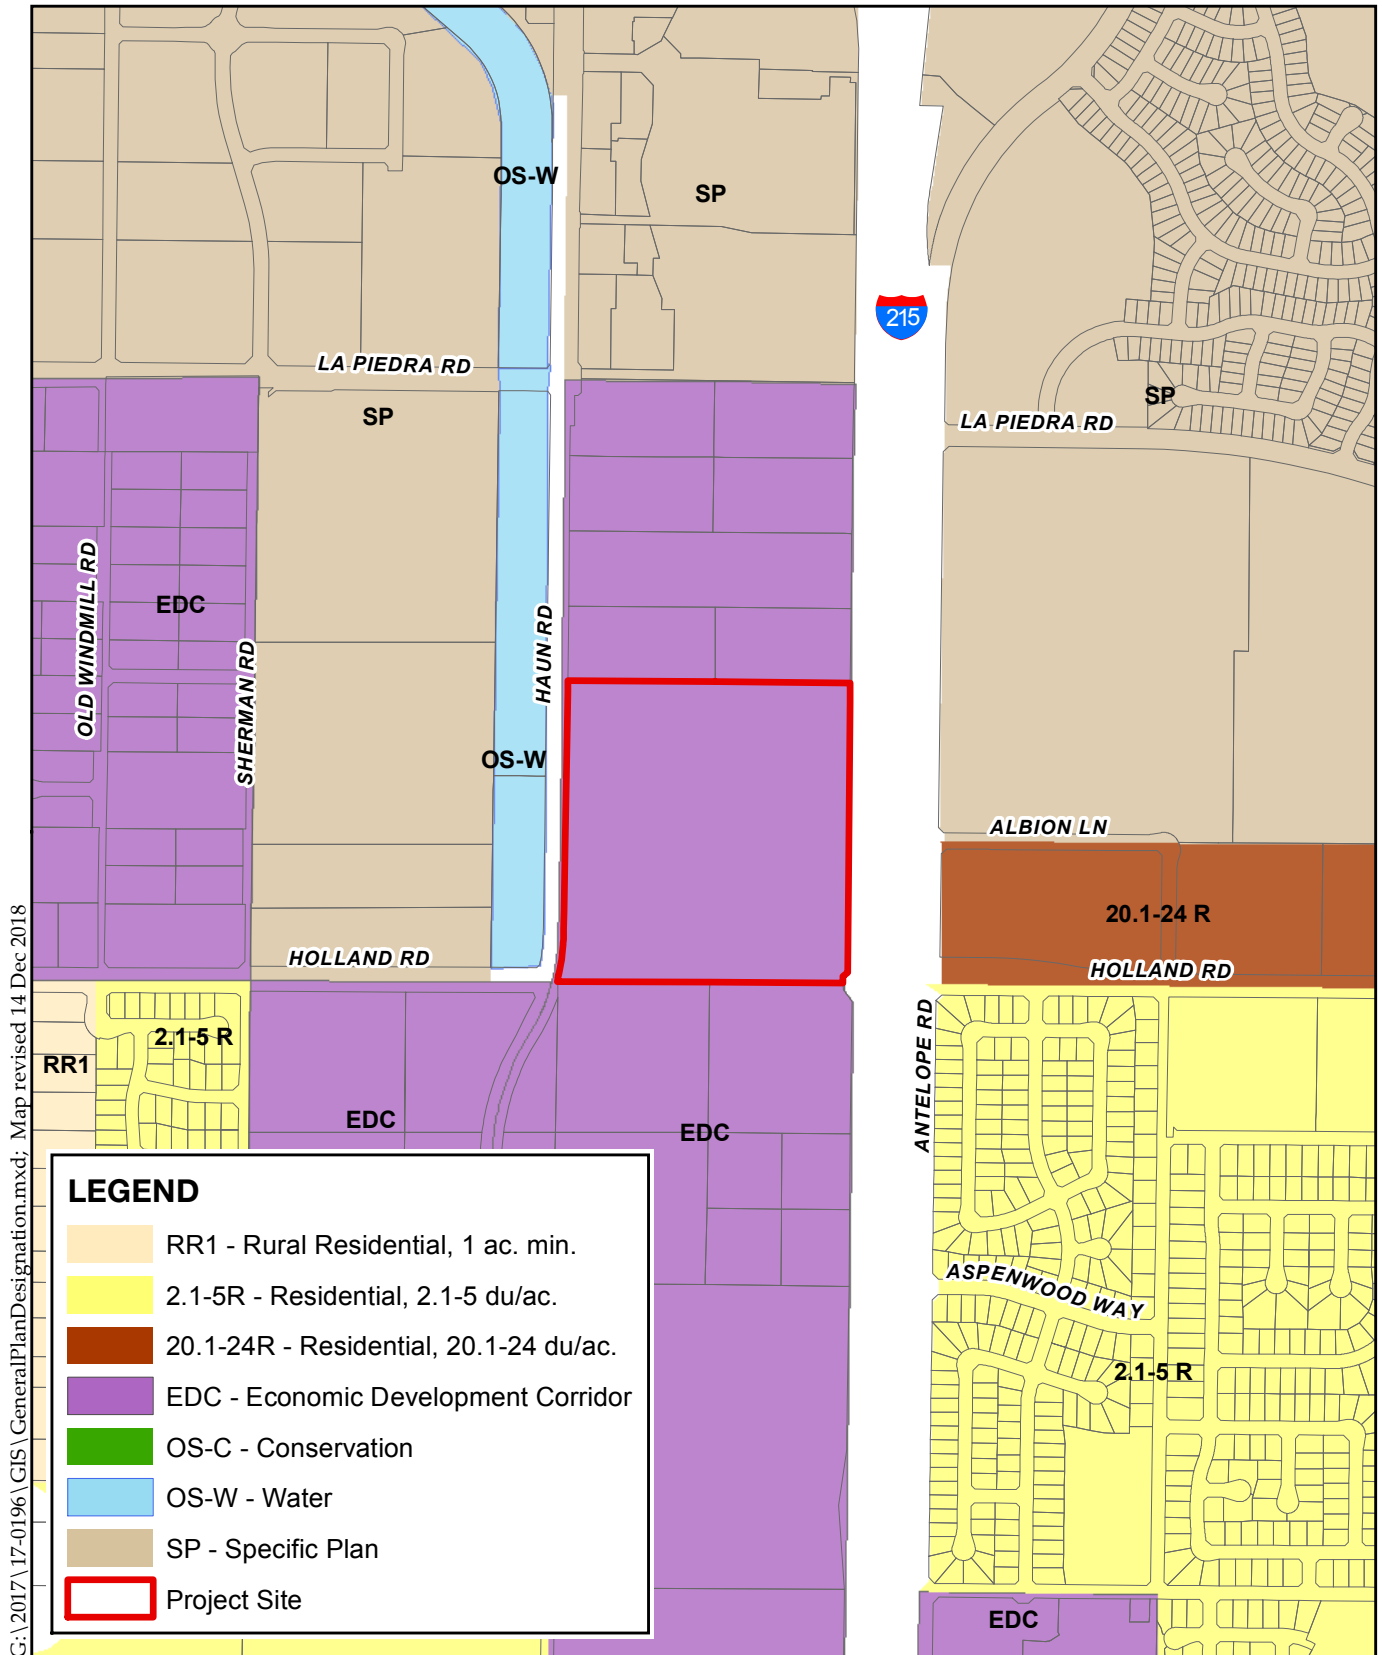 OS-W
SP
215
LA PIEDRA RD
SP
SP
LA PIEDRA RD
OLD WINDMILL RD
EDC
SHERMAN RD
HAUN RD
OS-W
ALBION LN
20.1-24 R
HOLLAND RD
HOLLAND RD
2.1-5 R
RR1
ANTELOPE RD
EDC
EDC
ASPENWOOD WAY
2.1-5 R
EDC
LEGEND
RR1 - Rural Residential, 1 ac. min.
2.1-5R - Residential, 2.1-5 du/ac.
20.1-24R - Residential, 20.1-24 du/ac.
EDC - Economic Development Corridor
OS-C - Conservation
OS-W - Water
SP - Specific Plan
Project Site
G:\2017\17-0196\GIS\GeneralPlanDesignation.mxd; Map revised 14 Dec 2018